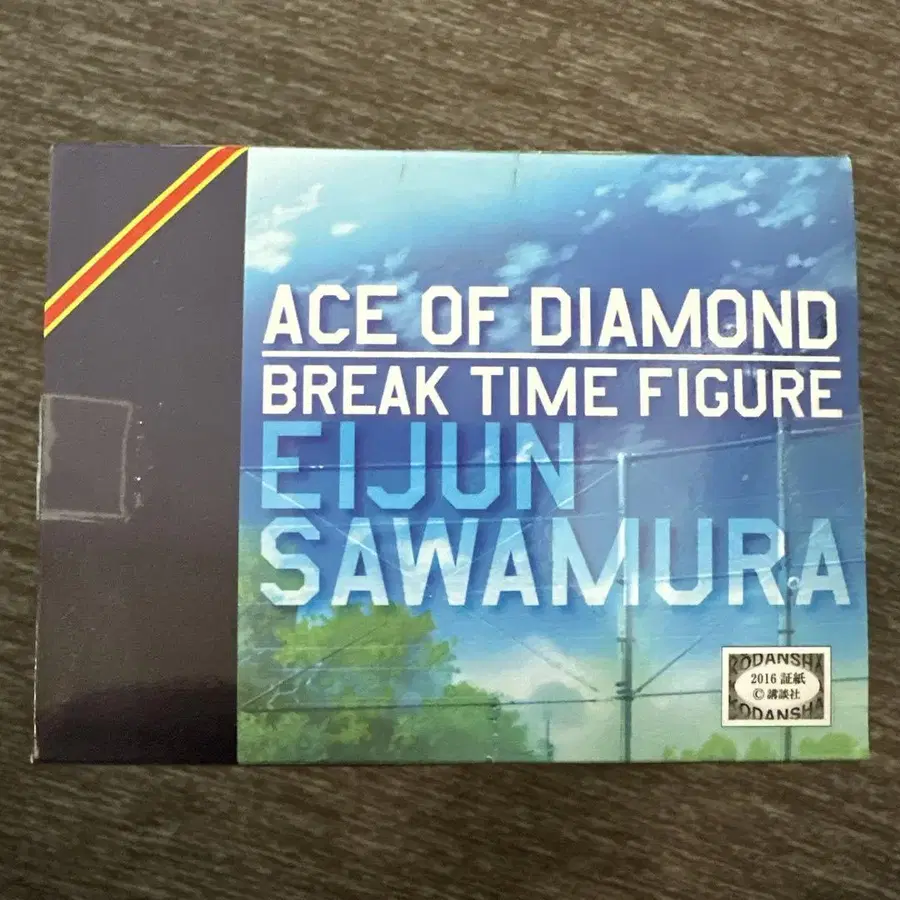 ACE OF DIAMOND
BREAK TIME FIGURE
EIJUN
SAWAMURA
KODANSHA
2016 証紙
© 講談社
KODANSHA